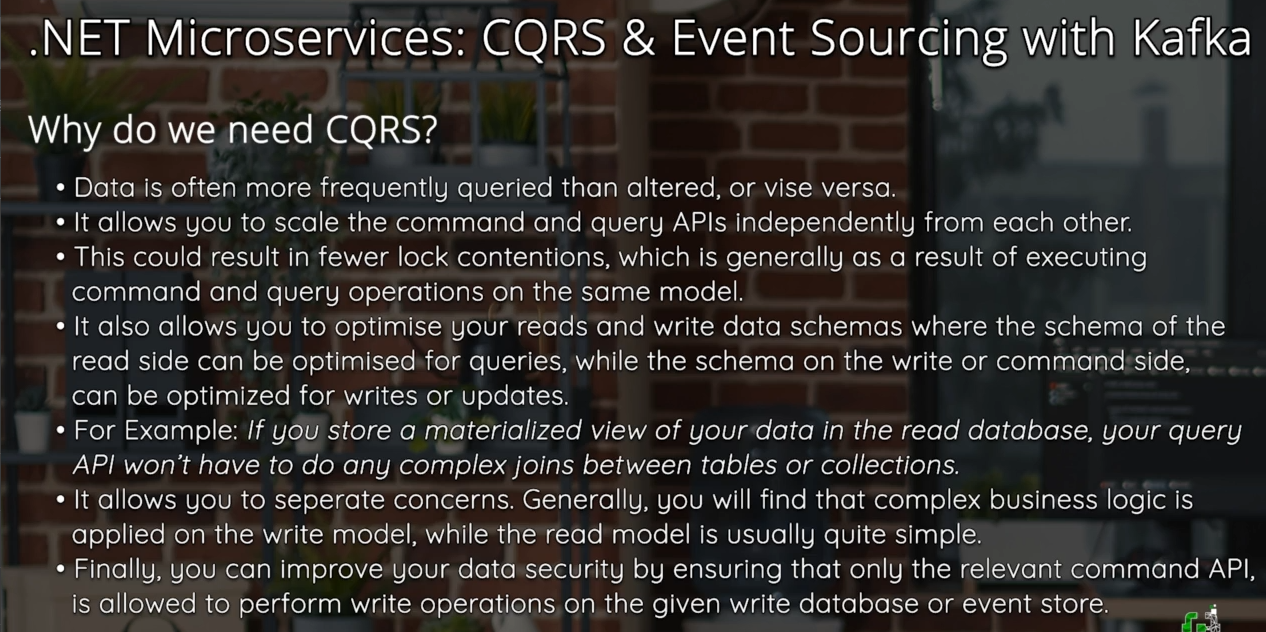 .NET Microservices: CQRS & Event Sourcing with Kafka
Why do we need CQRS?
• Data is often more frequently queried than altered, or vise versa.
• It allows you to scale the command and query APIs independently from each other.
• This could result in fewer lock contentions, which is generally as a result of executing
command and query operations on the same model.
• It also allows you to optimise your reads and write data schemas where the schema of the
read side can be optimised for queries, while the schema on the write or command side,
can be optimized for writes or updates.
• For Example: If you store a materialized view of your data in the read database, your query
API won't have to do any complex joins between tables or collections.
• It allows you to seperate concerns. Generally, you will find that complex business logic is
applied on the write model, while the read model is usually quite simple.
• Finally, you can improve your data security by ensuring that only the relevant command API,
is allowed to perform write operations on the given write database or event store.